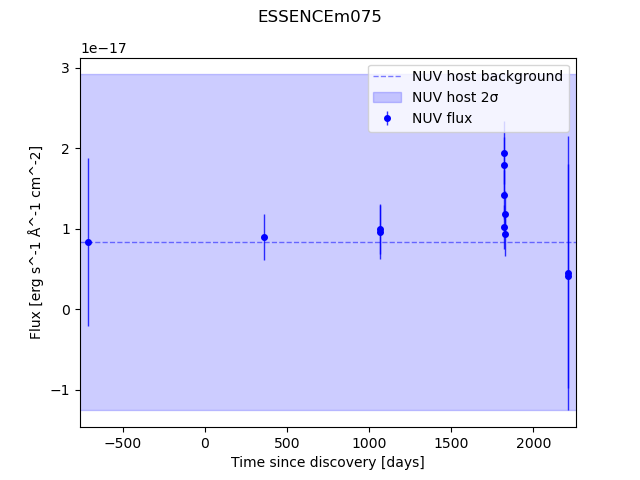 ESSENCEm075
1e−17
NUV host background
NUV host 2σ
NUV flux
3
2
1
0
−1
Flux [erg s^-1 Å^-1 cm^-2]
−500 0 500 1000 1500 2000
Time since discovery [days]